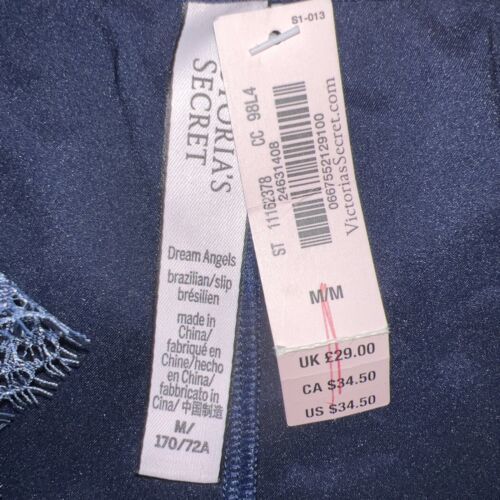 TORIA'S
SECRET
Dream Angels
brazilian/slip
brésilien
made in
China/
fabriqué en
Chine/hecho
en China/
fabbricato in
Cina/中国制造
M/
170/72A
S1-013
ST 11162378 CC 98L4
24631408
0667552129100
VictoriasSecret.com
M/M
UK £29.00
CA $34.50
US $34.50